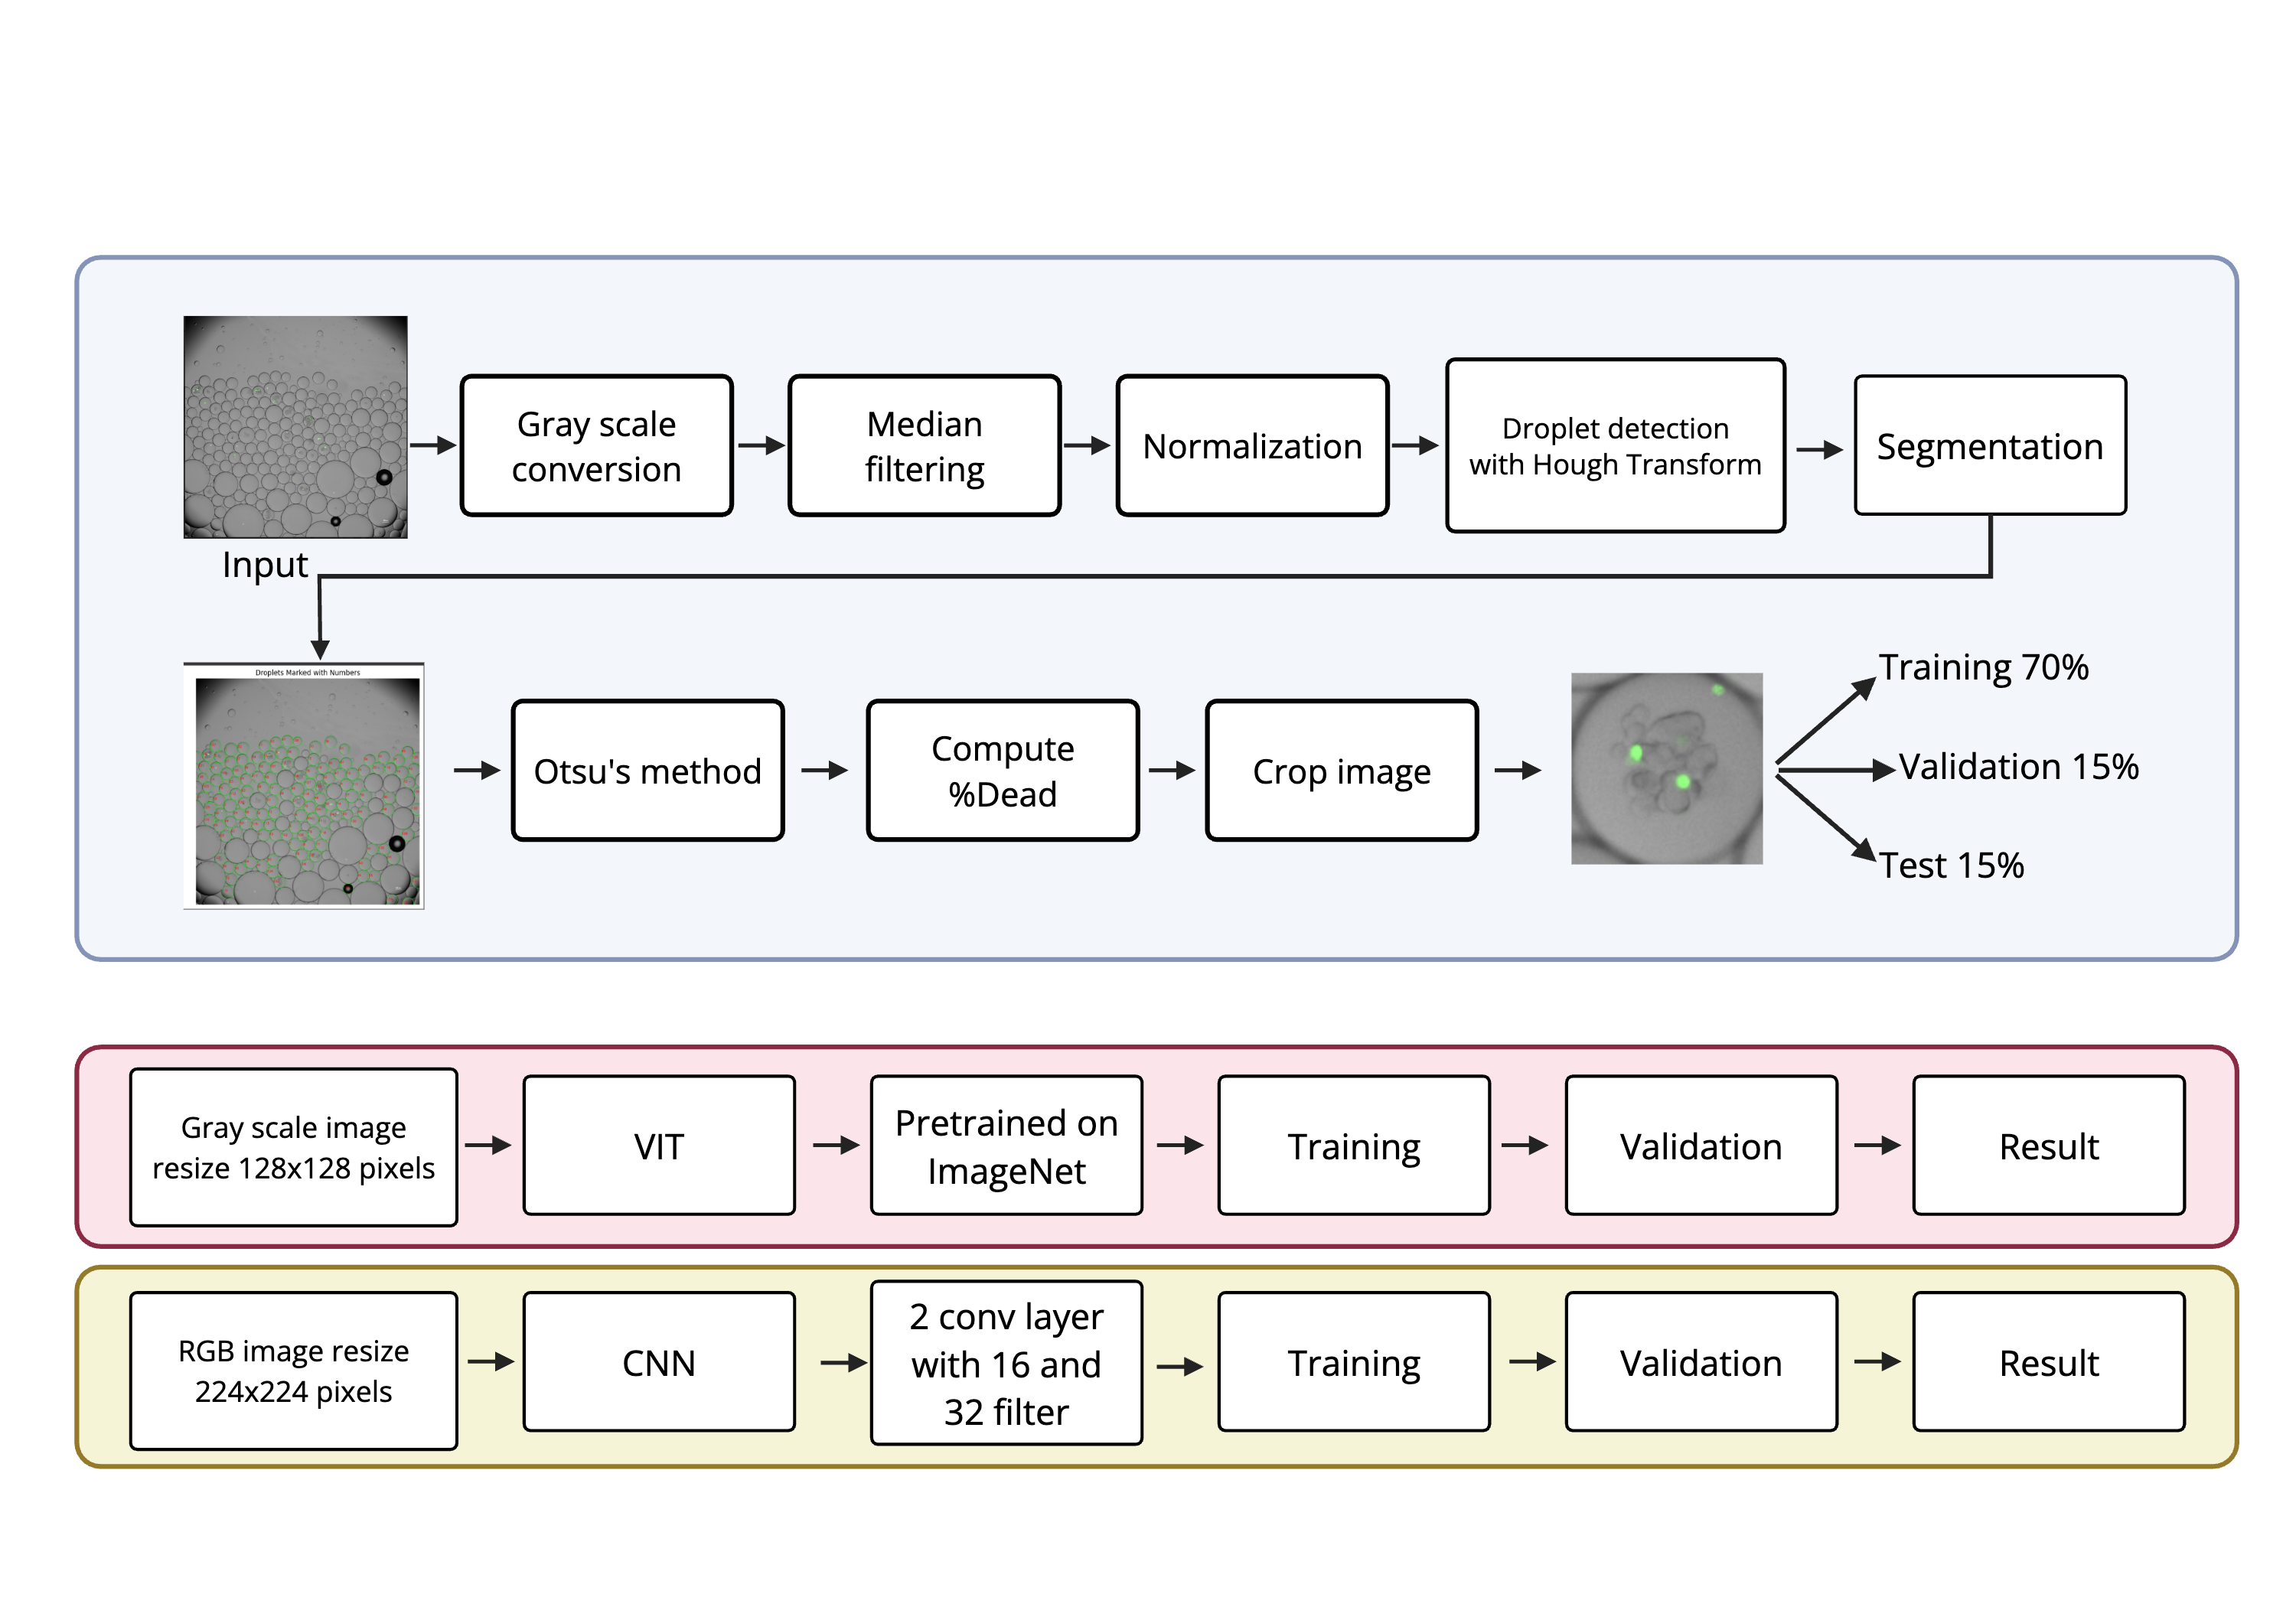 Gray scale
conversion
Median
filtering
Normalization
Droplet detection
with Hough Transform
Segmentation
Input
Droplets Marked with Numbers
Otsu's method
Compute
%Dead
Crop image
Training 70%
Validation 15%
Test 15%
Gray scale image
resize 128x128 pixels
VIT
Pretrained on
ImageNet
Training
Validation
Result
RGB image resize
224x224 pixels
CNN
2 conv layer
with 16 and
32 filter
Training
Validation
Result